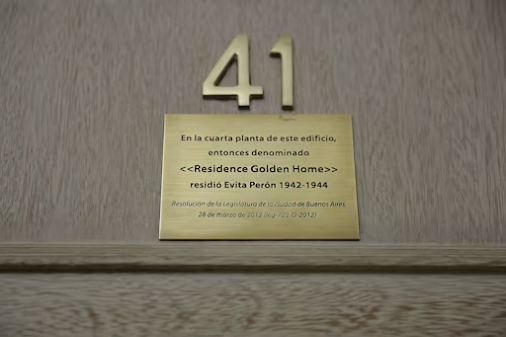 41
En la cuarta planta de este edificio,
entonces denominado
<<Residence Golden Home>>
residió Evita Perón 1942-1944
Resolución de la Legislatura de la ciudad de Buenos Aires
28 de marzo de 2012